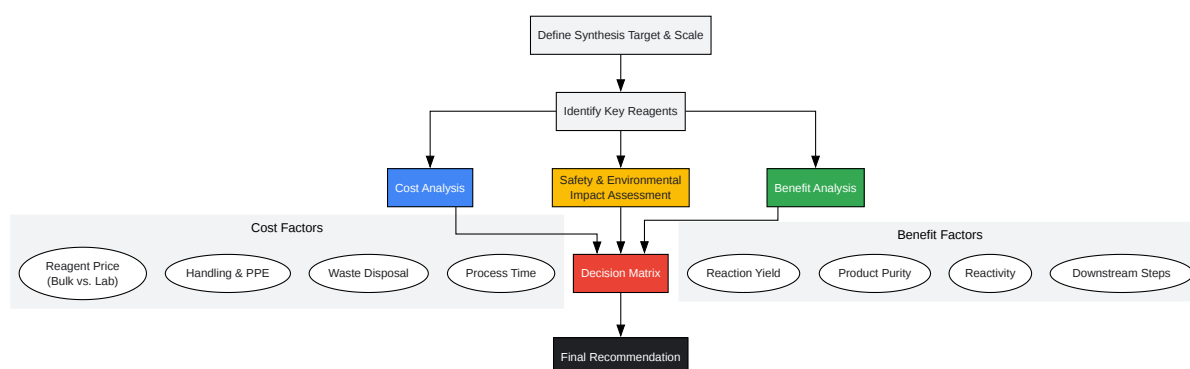 Define Synthesis Target & Scale
Identify Key Reagents
Cost Analysis
Safety & Environmental
Impact Assessment
Benefit Analysis
Cost Factors
Reagent Price
(Bulk vs. Lab)
Handling & PPE
Waste Disposal
Process Time
Decision Matrix
Benefit Factors
Reaction Yield
Product Purity
Reactivity
Downstream Steps
Final Recommendation